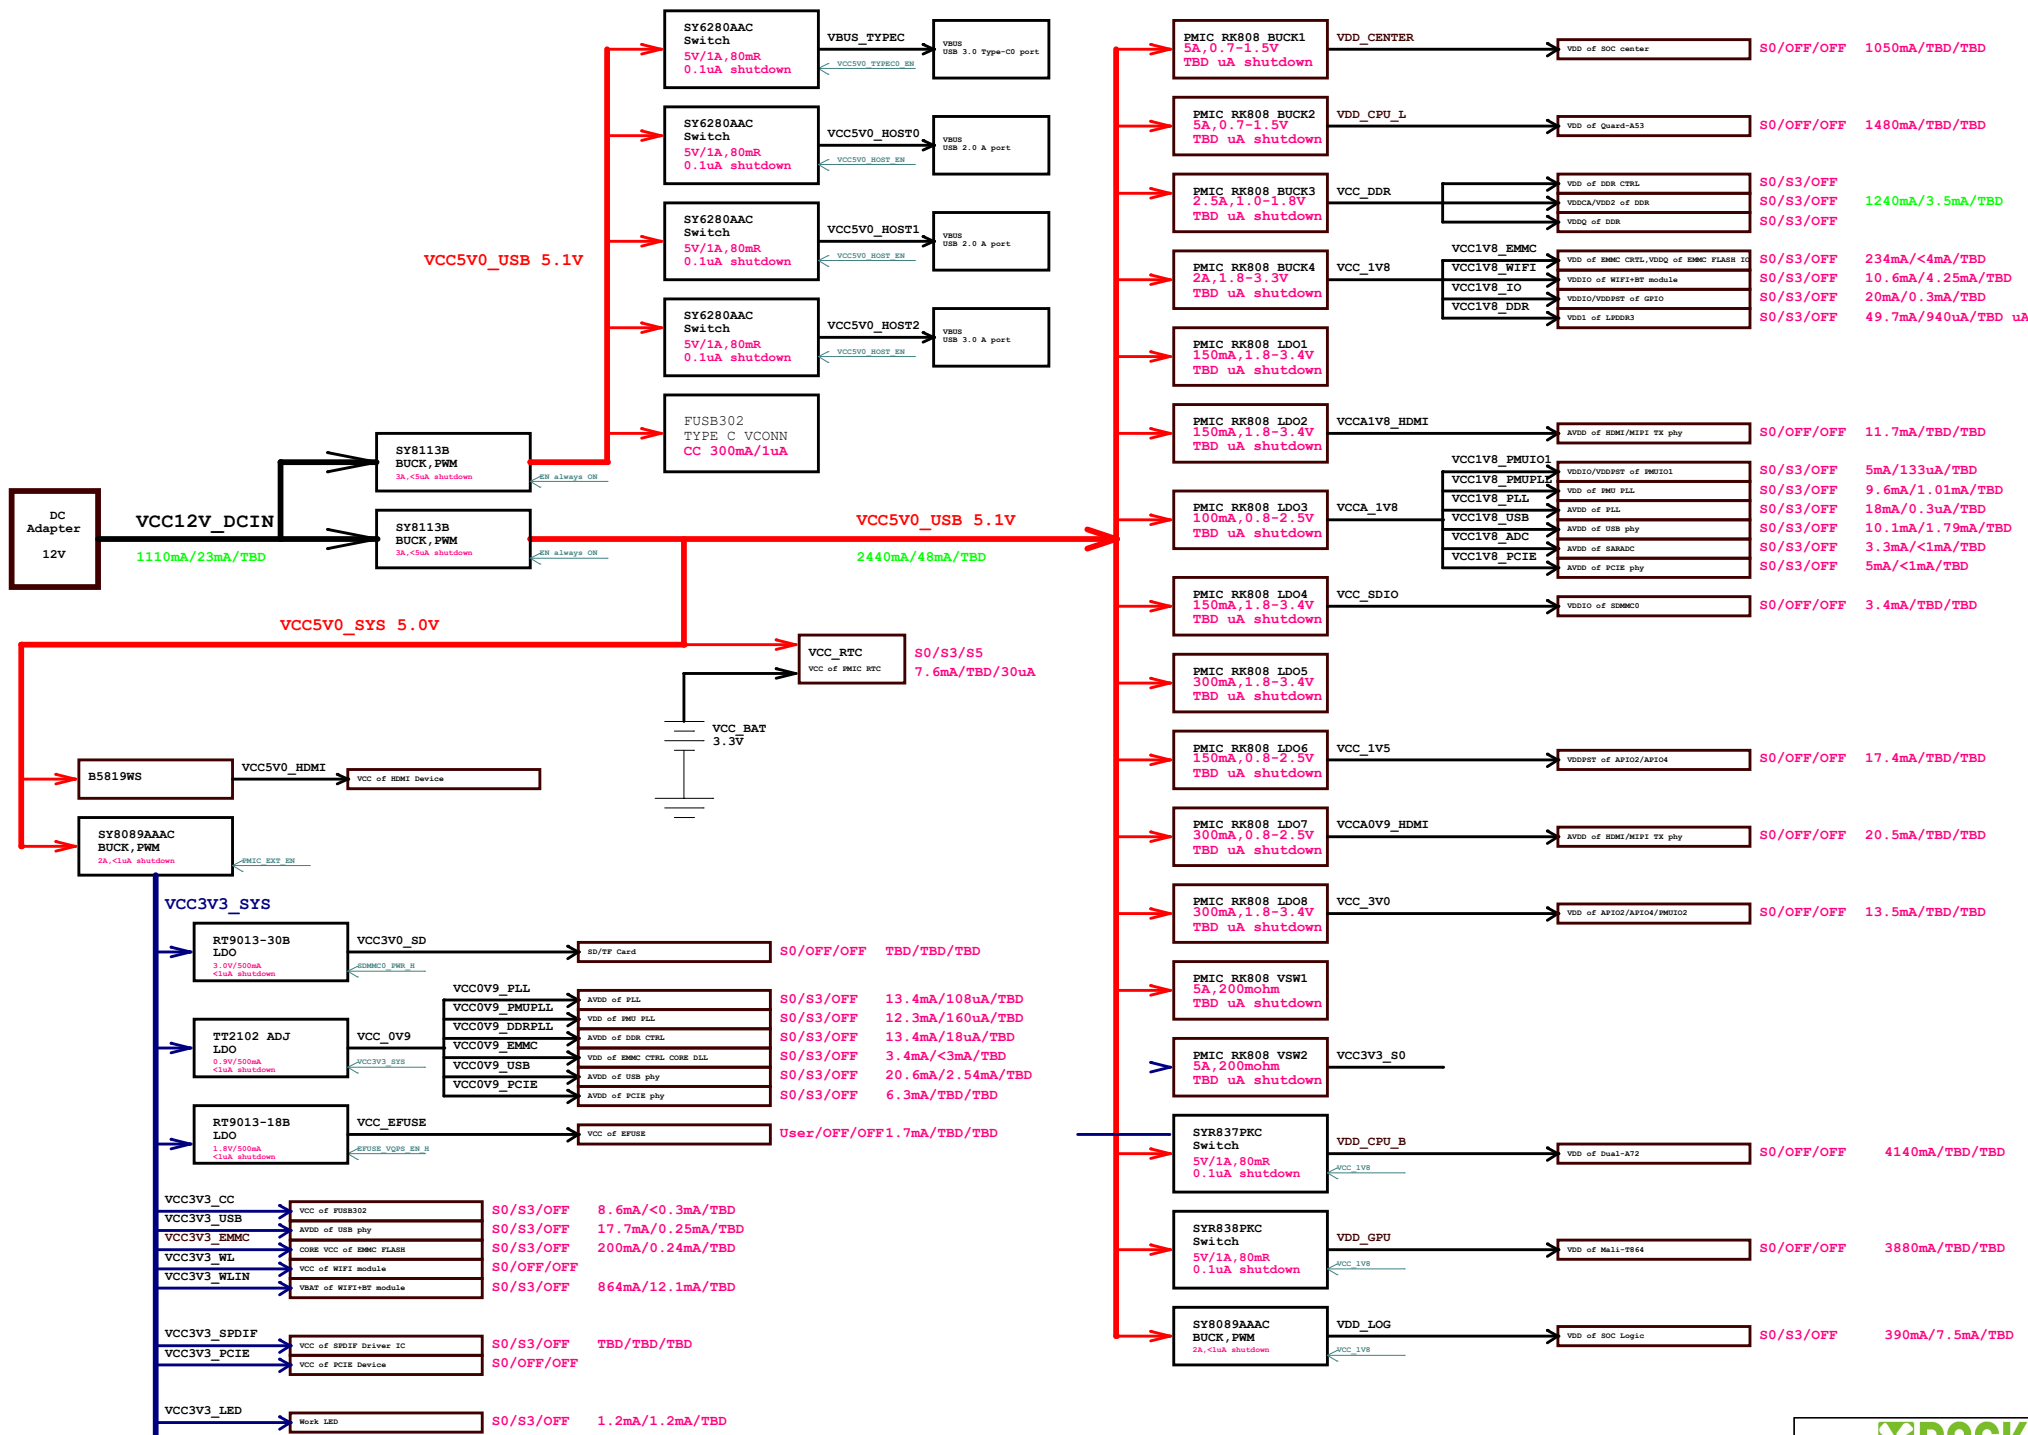 SY6280AAC
Switch
5V/1A,80mR
0.1uA shutdown
VBUS_TYPEC
VCC5V0_TYPEC0_EN
VBUS
USB 3.0 Type-C0 port
SY6280AAC
Switch
5V/1A,80mR
0.1uA shutdown
VCC5V0_HOST0
VCC5V0_HOST_EN
VBUS
USB 2.0 A port
SY6280AAC
Switch
5V/1A,80mR
0.1uA shutdown
VCC5V0_HOST1
VCC5V0_HOST_EN
VBUS
USB 2.0 A port
SY6280AAC
Switch
5V/1A,80mR
0.1uA shutdown
VCC5V0_HOST2
VCC5V0_HOST_EN
VBUS
USB 3.0 A port
FUSB302
TYPE C VCONN
CC 300mA/1uA
VCC5V0_USB 5.1V
SY8113B
BUCK,PWM
3A,<5uA shutdown
EN always ON
DC
Adapter
12V
VCC12V_DCIN
1110mA/23mA/TBD
SY8113B
BUCK,PWM
3A,<5uA shutdown
EN always ON
VCC5V0_USB 5.1V
2440mA/48mA/TBD
VCC5V0_SYS 5.0V
VCC_RTC
VCC of PMIC RTC
S0/S3/S5
7.6mA/TBD/30uA
VCC_BAT
3.3V
B5819WS
VCC5V0_HDMI
VCC of HDMI Device
SY8089AAAC
BUCK,PWM
2A,<1uA shutdown
PMIC_EXT_EN
VCC3V3_SYS
RT9013-30B
LDO
3.0V/500mA
<1uA shutdown
VCC3V0_SD
SDMMC0_PWR_H
SD/TF Card
S0/OFF/OFF TBD/TBD/TBD
TT2102 ADJ
LDO
0.9V/500mA
<1uA shutdown
VCC_0V9
VCC3V3_SYS
VCC0V9_PLL
AVDD of PLL
S0/S3/OFF 13.4mA/108uA/TBD
VCC0V9_PMUPLL
VDD of PMU PLL
S0/S3/OFF 12.3mA/160uA/TBD
VCC0V9_DDRPLL
AVDD of DDR CTRL
S0/S3/OFF 13.4mA/18uA/TBD
VCC0V9_EMMC
VDD of EMMC CTRL CORE DLL
S0/S3/OFF 3.4mA/<3mA/TBD
VCC0V9_USB
AVDD of USB phy
S0/S3/OFF 20.6mA/2.54mA/TBD
VCC0V9_PCIE
AVDD of PCIE phy
S0/S3/OFF 6.3mA/TBD/TBD
RT9013-18B
LDO
1.8V/500mA
<1uA shutdown
VCC_EFUSE
EFUSE_VQPS_EN_H
VCC of EFUSE
User/OFF/OFF1.7mA/TBD/TBD
VCC3V3_CC
VCC of FUSB302
S0/S3/OFF 8.6mA/<0.3mA/TBD
VCC3V3_USB
AVDD of USB phy
S0/S3/OFF 17.7mA/0.25mA/TBD
VCC3V3_EMMC
CORE VCC of EMMC FLASH
S0/S3/OFF 200mA/0.24mA/TBD
VCC3V3_WL
VCC of WIFI module
S0/OFF/OFF
VCC3V3_WLIN
VBAT of WIFI+BT module
S0/S3/OFF 864mA/12.1mA/TBD
VCC3V3_SPDIF
VCC of SPDIF Driver IC
S0/S3/OFF TBD/TBD/TBD
VCC3V3_PCIE
VCC of PCIE Device
S0/OFF/OFF
VCC3V3_LED
Work LED
S0/S3/OFF 1.2mA/1.2mA/TBD
PMIC RK808 BUCK1
5A,0.7-1.5V
TBD uA shutdown
VDD_CENTER
VDD of SOC center
S0/OFF/OFF 1050mA/TBD/TBD
PMIC RK808 BUCK2
5A,0.7-1.5V
TBD uA shutdown
VDD_CPU_L
VDD of Quard-A53
S0/OFF/OFF 1480mA/TBD/TBD
PMIC RK808 BUCK3
2.5A,1.0-1.8V
TBD uA shutdown
VCC_DDR
VDD of DDR CTRL
S0/S3/OFF
VDDCA/VDD2 of DDR
S0/S3/OFF 1240mA/3.5mA/TBD
VDDQ of DDR
S0/S3/OFF
PMIC RK808 BUCK4
2A,1.8-3.3V
TBD uA shutdown
VCC_1V8
VCC1V8_EMMC
VDD of EMMC CRTL,VDDQ of EMMC FLASH IO
S0/S3/OFF 234mA/<4mA/TBD
VCC1V8_WIFI
VDDIO of WIFI+BT module
S0/S3/OFF 10.6mA/4.25mA/TBD
VCC1V8_IO
VDDIO/VDDPST of GPIO
S0/S3/OFF 20mA/0.3mA/TBD
VCC1V8_DDR
VDD1 of LPDDR3
S0/S3/OFF 49.7mA/940uA/TBD uA
PMIC RK808 LDO1
150mA,1.8-3.4V
TBD uA shutdown
PMIC RK808 LDO2
150mA,1.8-3.4V
TBD uA shutdown
VCCA1V8_HDMI
AVDD of HDMI/MIPI TX phy
S0/OFF/OFF 11.7mA/TBD/TBD
PMIC RK808 LDO3
100mA,0.8-2.5V
TBD uA shutdown
VCCA_1V8
VCC1V8_PMUIO1
VDDIO/VDDPST of PMUIO1
S0/S3/OFF 5mA/133uA/TBD
VCC1V8_PMUPLL
VDD of PMU PLL
S0/S3/OFF 9.6mA/1.01mA/TBD
VCC1V8_PLL
AVDD of PLL
S0/S3/OFF 18mA/0.3uA/TBD
VCC1V8_USB
AVDD of USB phy
S0/S3/OFF 10.1mA/1.79mA/TBD
VCC1V8_ADC
AVDD of SARADC
S0/S3/OFF 3.3mA/<1mA/TBD
VCC1V8_PCIE
AVDD of PCIE phy
S0/S3/OFF 5mA/<1mA/TBD
PMIC RK808 LDO4
150mA,1.8-3.4V
TBD uA shutdown
VCC_SDIO
VDDIO of SDMMC0
S0/OFF/OFF 3.4mA/TBD/TBD
PMIC RK808 LDO5
300mA,1.8-3.4V
TBD uA shutdown
PMIC RK808 LDO6
150mA,0.8-2.5V
TBD uA shutdown
VCC_1V5
VDDPST of APIO2/APIO4
S0/OFF/OFF 17.4mA/TBD/TBD
PMIC RK808 LDO7
300mA,0.8-2.5V
TBD uA shutdown
VCCA0V9_HDMI
AVDD of HDMI/MIPI TX phy
S0/OFF/OFF 20.5mA/TBD/TBD
PMIC RK808 LDO8
300mA,1.8-3.4V
TBD uA shutdown
VCC_3V0
VDD of APIO2/APIO4/PMUIO2
S0/OFF/OFF 13.5mA/TBD/TBD
PMIC RK808 VSW1
5A,200mohm
TBD uA shutdown
PMIC RK808 VSW2
5A,200mohm
TBD uA shutdown
VCC3V3_S0
SYR837PKC
Switch
5V/1A,80mR
0.1uA shutdown
VDD_CPU_B
VCC_1V8
VDD of Dual-A72
S0/OFF/OFF 4140mA/TBD/TBD
SYR838PKC
Switch
5V/1A,80mR
0.1uA shutdown
VDD_GPU
VCC_1V8
VDD of Mali-T864
S0/OFF/OFF 3880mA/TBD/TBD
SY8089AAAC
BUCK,PWM
2A,<1uA shutdown
VDD_LOG
VCC_1V8
VDD of SOC Logic
S0/S3/OFF 390mA/7.5mA/TBD